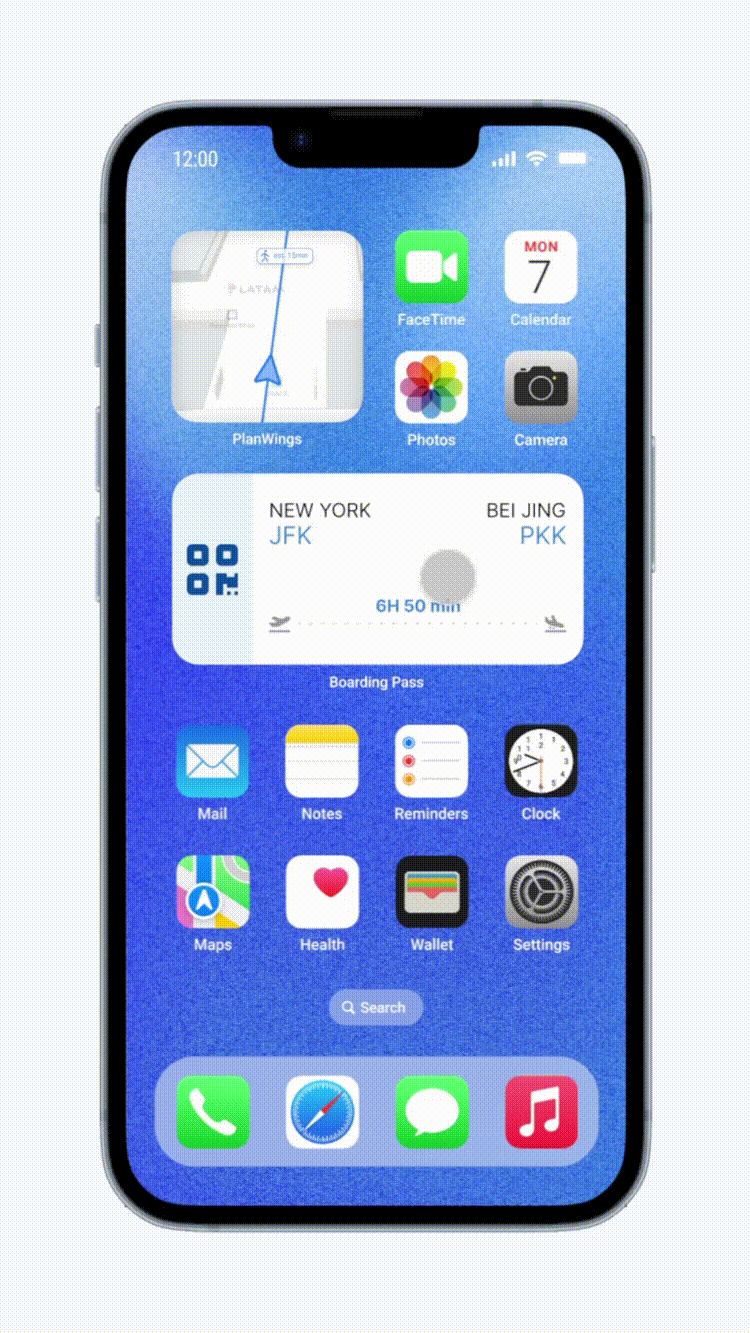 12:00
est. 15min
LATAM
MON
7
FaceTime
Calendar
PlanWings
Photos
Camera
NEW YORK
BEI JING
JFK
PKK
6H 50 min
Boarding Pass
Mail
Notes
Reminders
Clock
Maps
Health
Wallet
Settings
Search